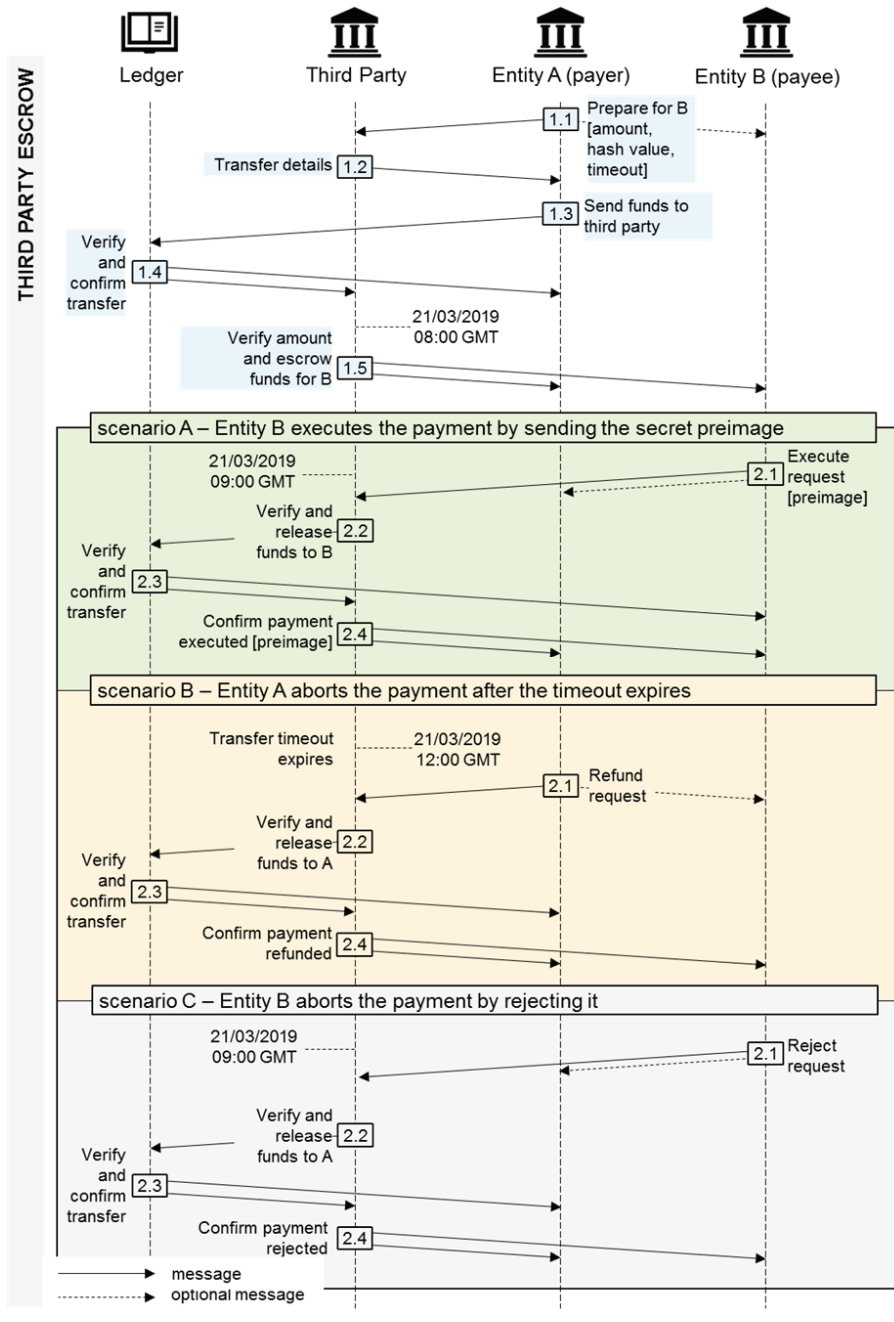 Ledger
Third Party
Entity A (payer)
Entity B (payee)
THIRD PARTY ESCROW
1.1
Prepare for B
[amount,
hash value,
timeout]
Transfer details
1.2
1.3
Send funds to
third party
Verify
and
confirm
transfer
1.4
21/03/2019
08:00 GMT
Verify amount
and escrow
funds for B
1.5
scenario A – Entity B executes the payment by sending the secret preimage
21/03/2019
09:00 GMT
2.1
Execute
request
[preimage]
Verify and
release
funds to B
2.2
Verify
and
confirm
transfer
2.3
Confirm payment
executed [preimage]
2.4
scenario B – Entity A aborts the payment after the timeout expires
Transfer timeout
expires
21/03/2019
12:00 GMT
2.1
Refund
request
Verify and
release
funds to A
2.2
Verify
and
confirm
transfer
2.3
Confirm payment
refunded
2.4
scenario C – Entity B aborts the payment by rejecting it
21/03/2019
09:00 GMT
2.1
Reject
request
Verify and
release
funds to A
2.2
Verify
and
confirm
transfer
2.3
Confirm payment
rejected
2.4
message
optional message